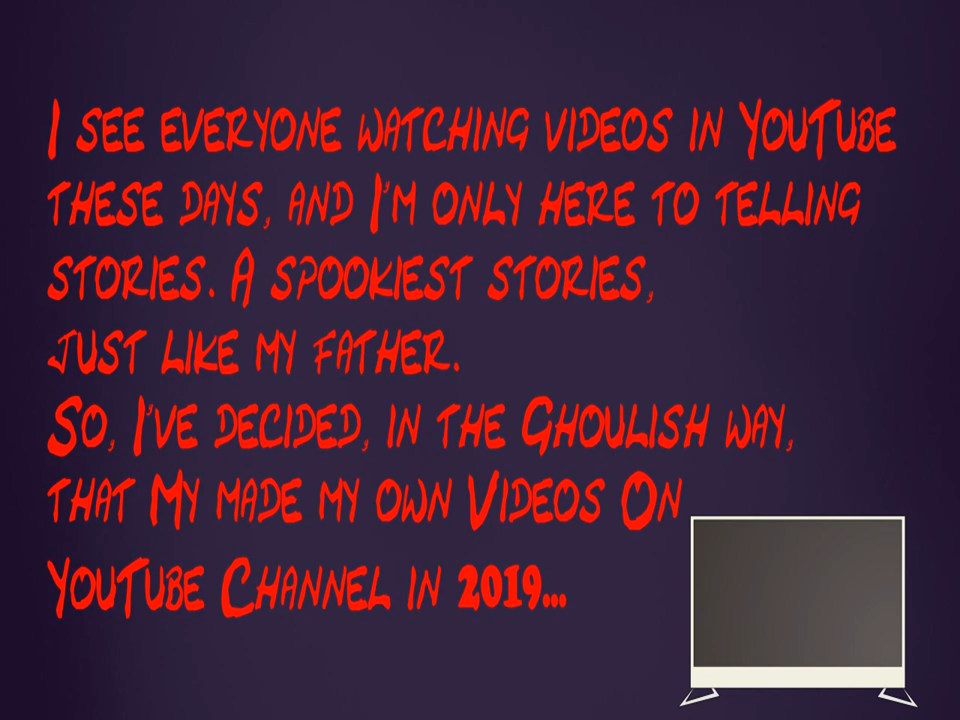 I see everyone watching videos in YouTube
these days, and I'm only here to telling
stories. A spookiest stories,
just like my father.
So, I've decided, in the Ghoulish way,
that My made my own Videos On
YouTube Channel in 2019...